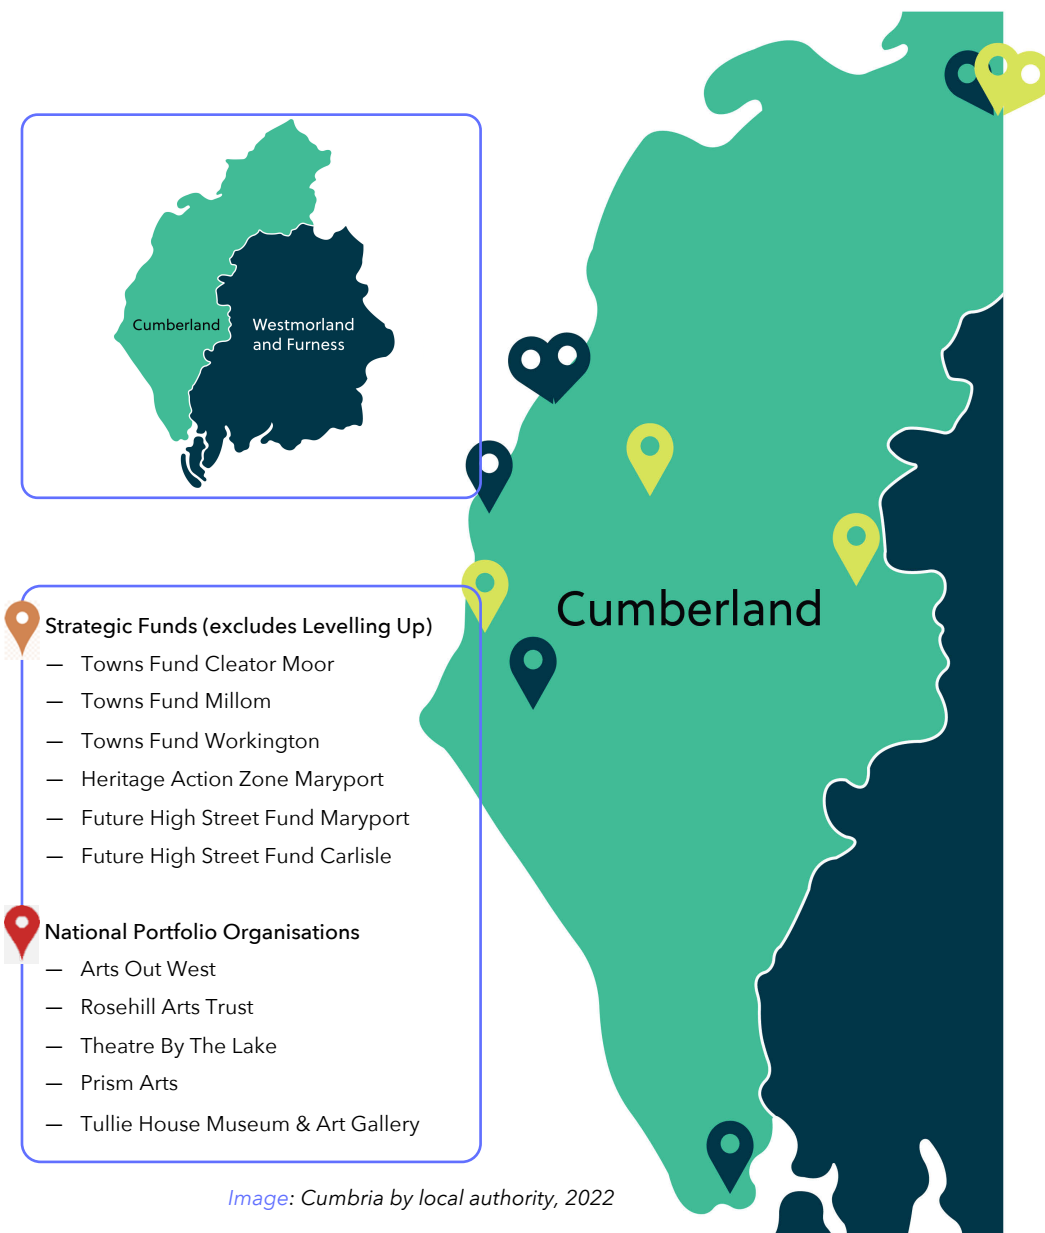 Cumberland
Westmorland
and Furness
Cumberland
Strategic Funds (excludes Levelling Up)
— Towns Fund Cleator Moor
— Towns Fund Millom
— Towns Fund Workington
— Heritage Action Zone Maryport
— Future High Street Fund Maryport
— Future High Street Fund Carlisle
National Portfolio Organisations
— Arts Out West
— Rosehill Arts Trust
— Theatre By The Lake
— Prism Arts
— Tullie House Museum & Art Gallery
Image: Cumbria by local authority, 2022